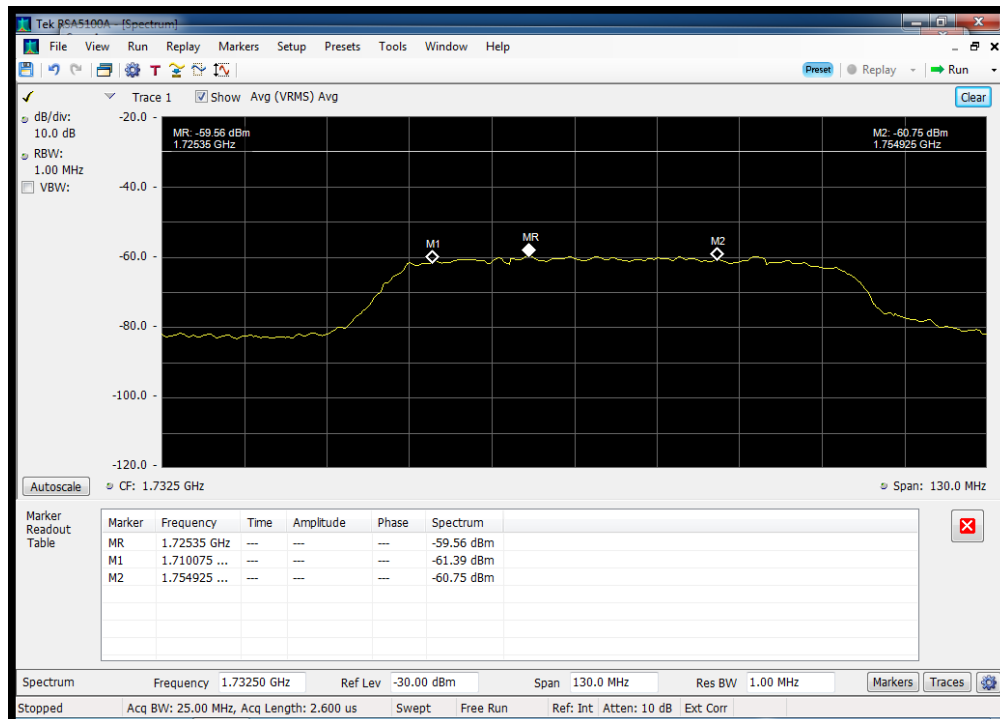 Tek RSA5100A - [Spectrum]
File View Run Replay Markers Setup Presets Tools Window Help
T Preset Replay Run
Trace 1 Show Avg (VRMS) Avg Clear
dB/div:
10.0 dB
RBW:
1.00 MHz
VBW:
-20.0
-40.0
-60.0
-80.0
-100.0
-120.0
MR: -59.56 dBm
1.72535 GHz
M2: -60.75 dBm
1.754925 GHz
M1
MR
M2
Autoscale CF: 1.7325 GHz Span: 130.0 MHz
Marker
Readout
Table
Marker Frequency Time Amplitude Phase Spectrum
MR 1.72535 GHz --- --- --- -59.56 dBm
M1 1.710075 ... --- --- --- -61.39 dBm
M2 1.754925 ... --- --- --- -60.75 dBm
Spectrum Frequency 1.73250 GHz Ref Lev -30.00 dBm Span 130.0 MHz Res BW 1.00 MHz Markers Traces
Stopped Acq BW: 25.00 MHz, Acq Length: 2.600 us Swept Free Run Ref: Int Atten: 10 dB Ext Corr